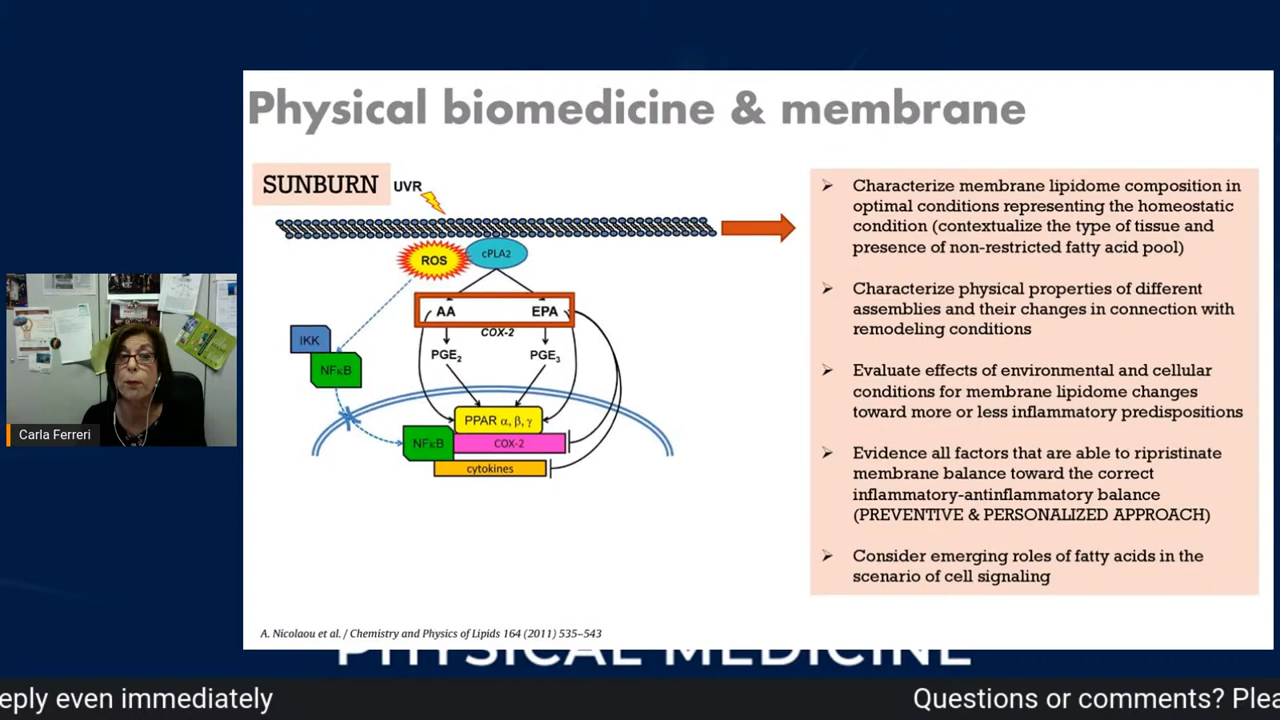 Physical biomedicine & membrane
SUNBURN
UVR
ROS
cPLA2
AA
EPA
COX-2
IKK
PGE2
PGE3
NFκB
PPAR α, β, γ
NFκB
COX-2
cytokines
➢ Characterize membrane lipidome composition in
optimal conditions representing the homeostatic
condition (contextualize the type of tissue and
presence of non-restricted fatty acid pool)
➢ Characterize physical properties of different
assemblies and their changes in connection with
remodeling conditions
➢ Evaluate effects of environmental and cellular
conditions for membrane lipidome changes
toward more or less inflammatory predispositions
➢ Evidence all factors that are able to ripristinate
membrane balance toward the correct
inflammatory-antinflammatory balance
(PREVENTIVE & PERSONALIZED APPROACH)
➢ Consider emerging roles of fatty acids in the
scenario of cell signaling
A. Nicolaou et al. / Chemistry and Physics of Lipids 164 (2011) 535–543
Carla Ferreri
PHYSICAL MEDICINE
eply even immediately
Questions or comments? Plea